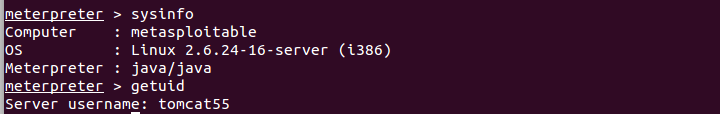 meterpreter > sysinfo
Computer    : metasploitable
OS          : Linux 2.6.24-16-server (i386)
Meterpreter : java/java
meterpreter > getuid
Server username: tomcat55